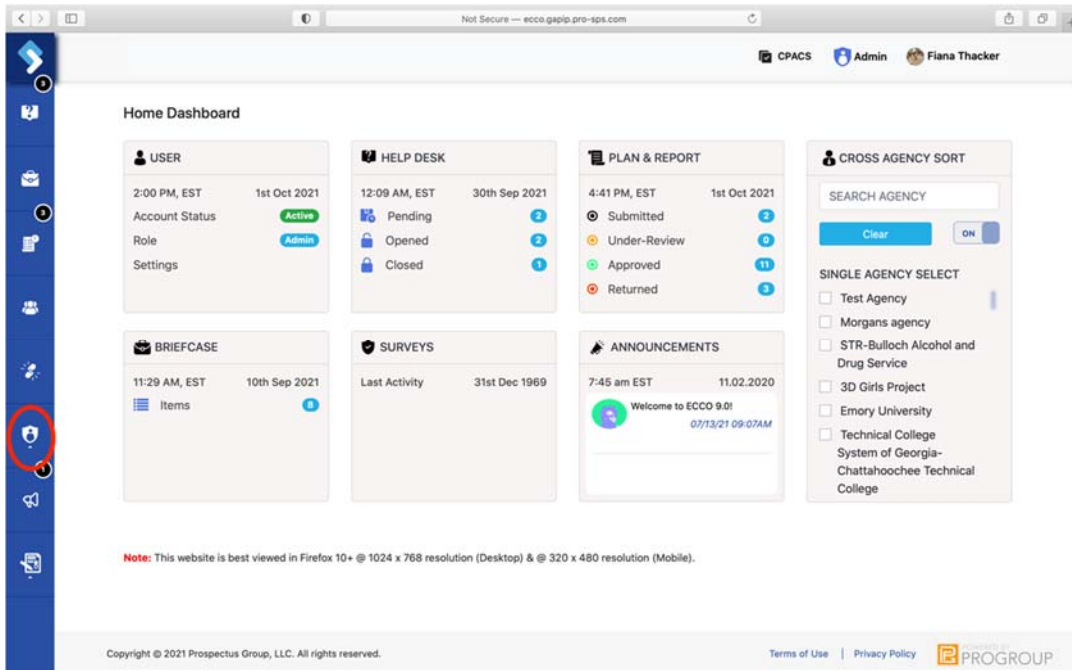 Not Secure — ecco.gapip.pro-sps.com
CPACS
Admin
Fiana Thacker
3
3
1
Home Dashboard
USER
2:00 PM, EST 1st Oct 2021
Account Status Active
Role Admin
Settings
HELP DESK
12:09 AM, EST 30th Sep 2021
Pending 2
Opened 2
Closed 1
PLAN & REPORT
4:41 PM, EST 1st Oct 2021
Submitted 2
Under-Review 0
Approved 11
Returned 3
CROSS AGENCY SORT
SEARCH AGENCY
Clear ON
SINGLE AGENCY SELECT
Test Agency
Morgans agency
STR-Bulloch Alcohol and
Drug Service
3D Girls Project
Emory University
Technical College
System of Georgia-
Chattahoochee Technical
College
BRIEFCASE
11:29 AM, EST 10th Sep 2021
Items 8
SURVEYS
Last Activity 31st Dec 1969
ANNOUNCEMENTS
7:45 am EST 11.02.2020
Welcome to ECCO 9.0!
07/13/21 09:07AM
Note: This website is best viewed in Firefox 10+ @ 1024 x 768 resolution (Desktop) & @ 320 x 480 resolution (Mobile).
Copyright @ 2021 Prospectus Group, LLC. All rights reserved.
Terms of Use | Privacy Policy
POWERED BY
PROGROUP